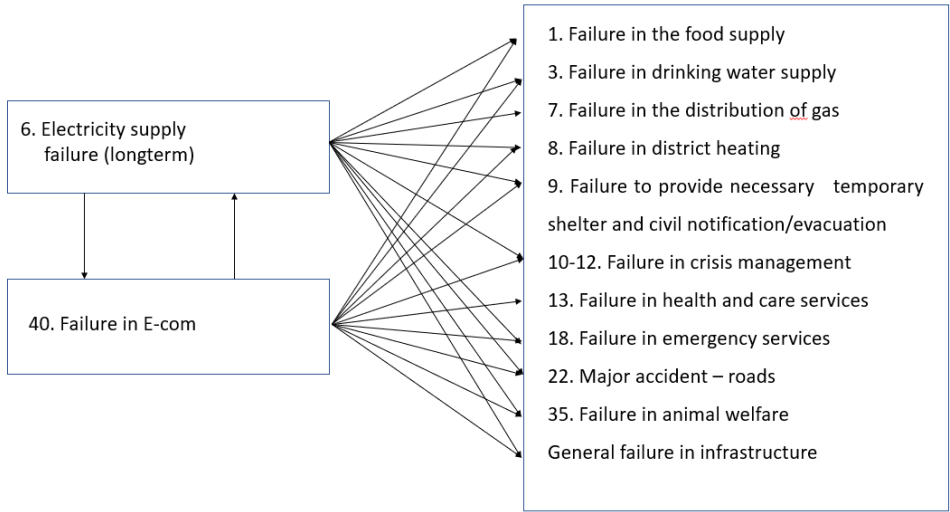 6. Electricity supply
failure (longterm)
40. Failure in E-com
1. Failure in the food supply
3. Failure in drinking water supply
7. Failure in the distribution of gas
8. Failure in district heating
9. Failure to provide necessary temporary
shelter and civil notification/evacuation
10-12. Failure in crisis management
13. Failure in health and care services
18. Failure in emergency services
22. Major accident – roads
35. Failure in animal welfare
General failure in infrastructure